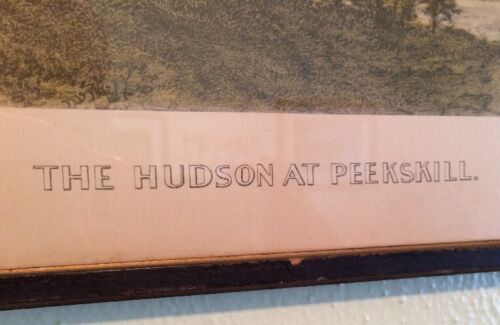 THE HUDSON AT PEEKSKILL.